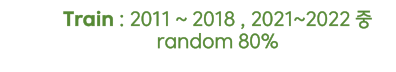 Train : 2011 ~ 2018 , 2021~2022 중
random 80%